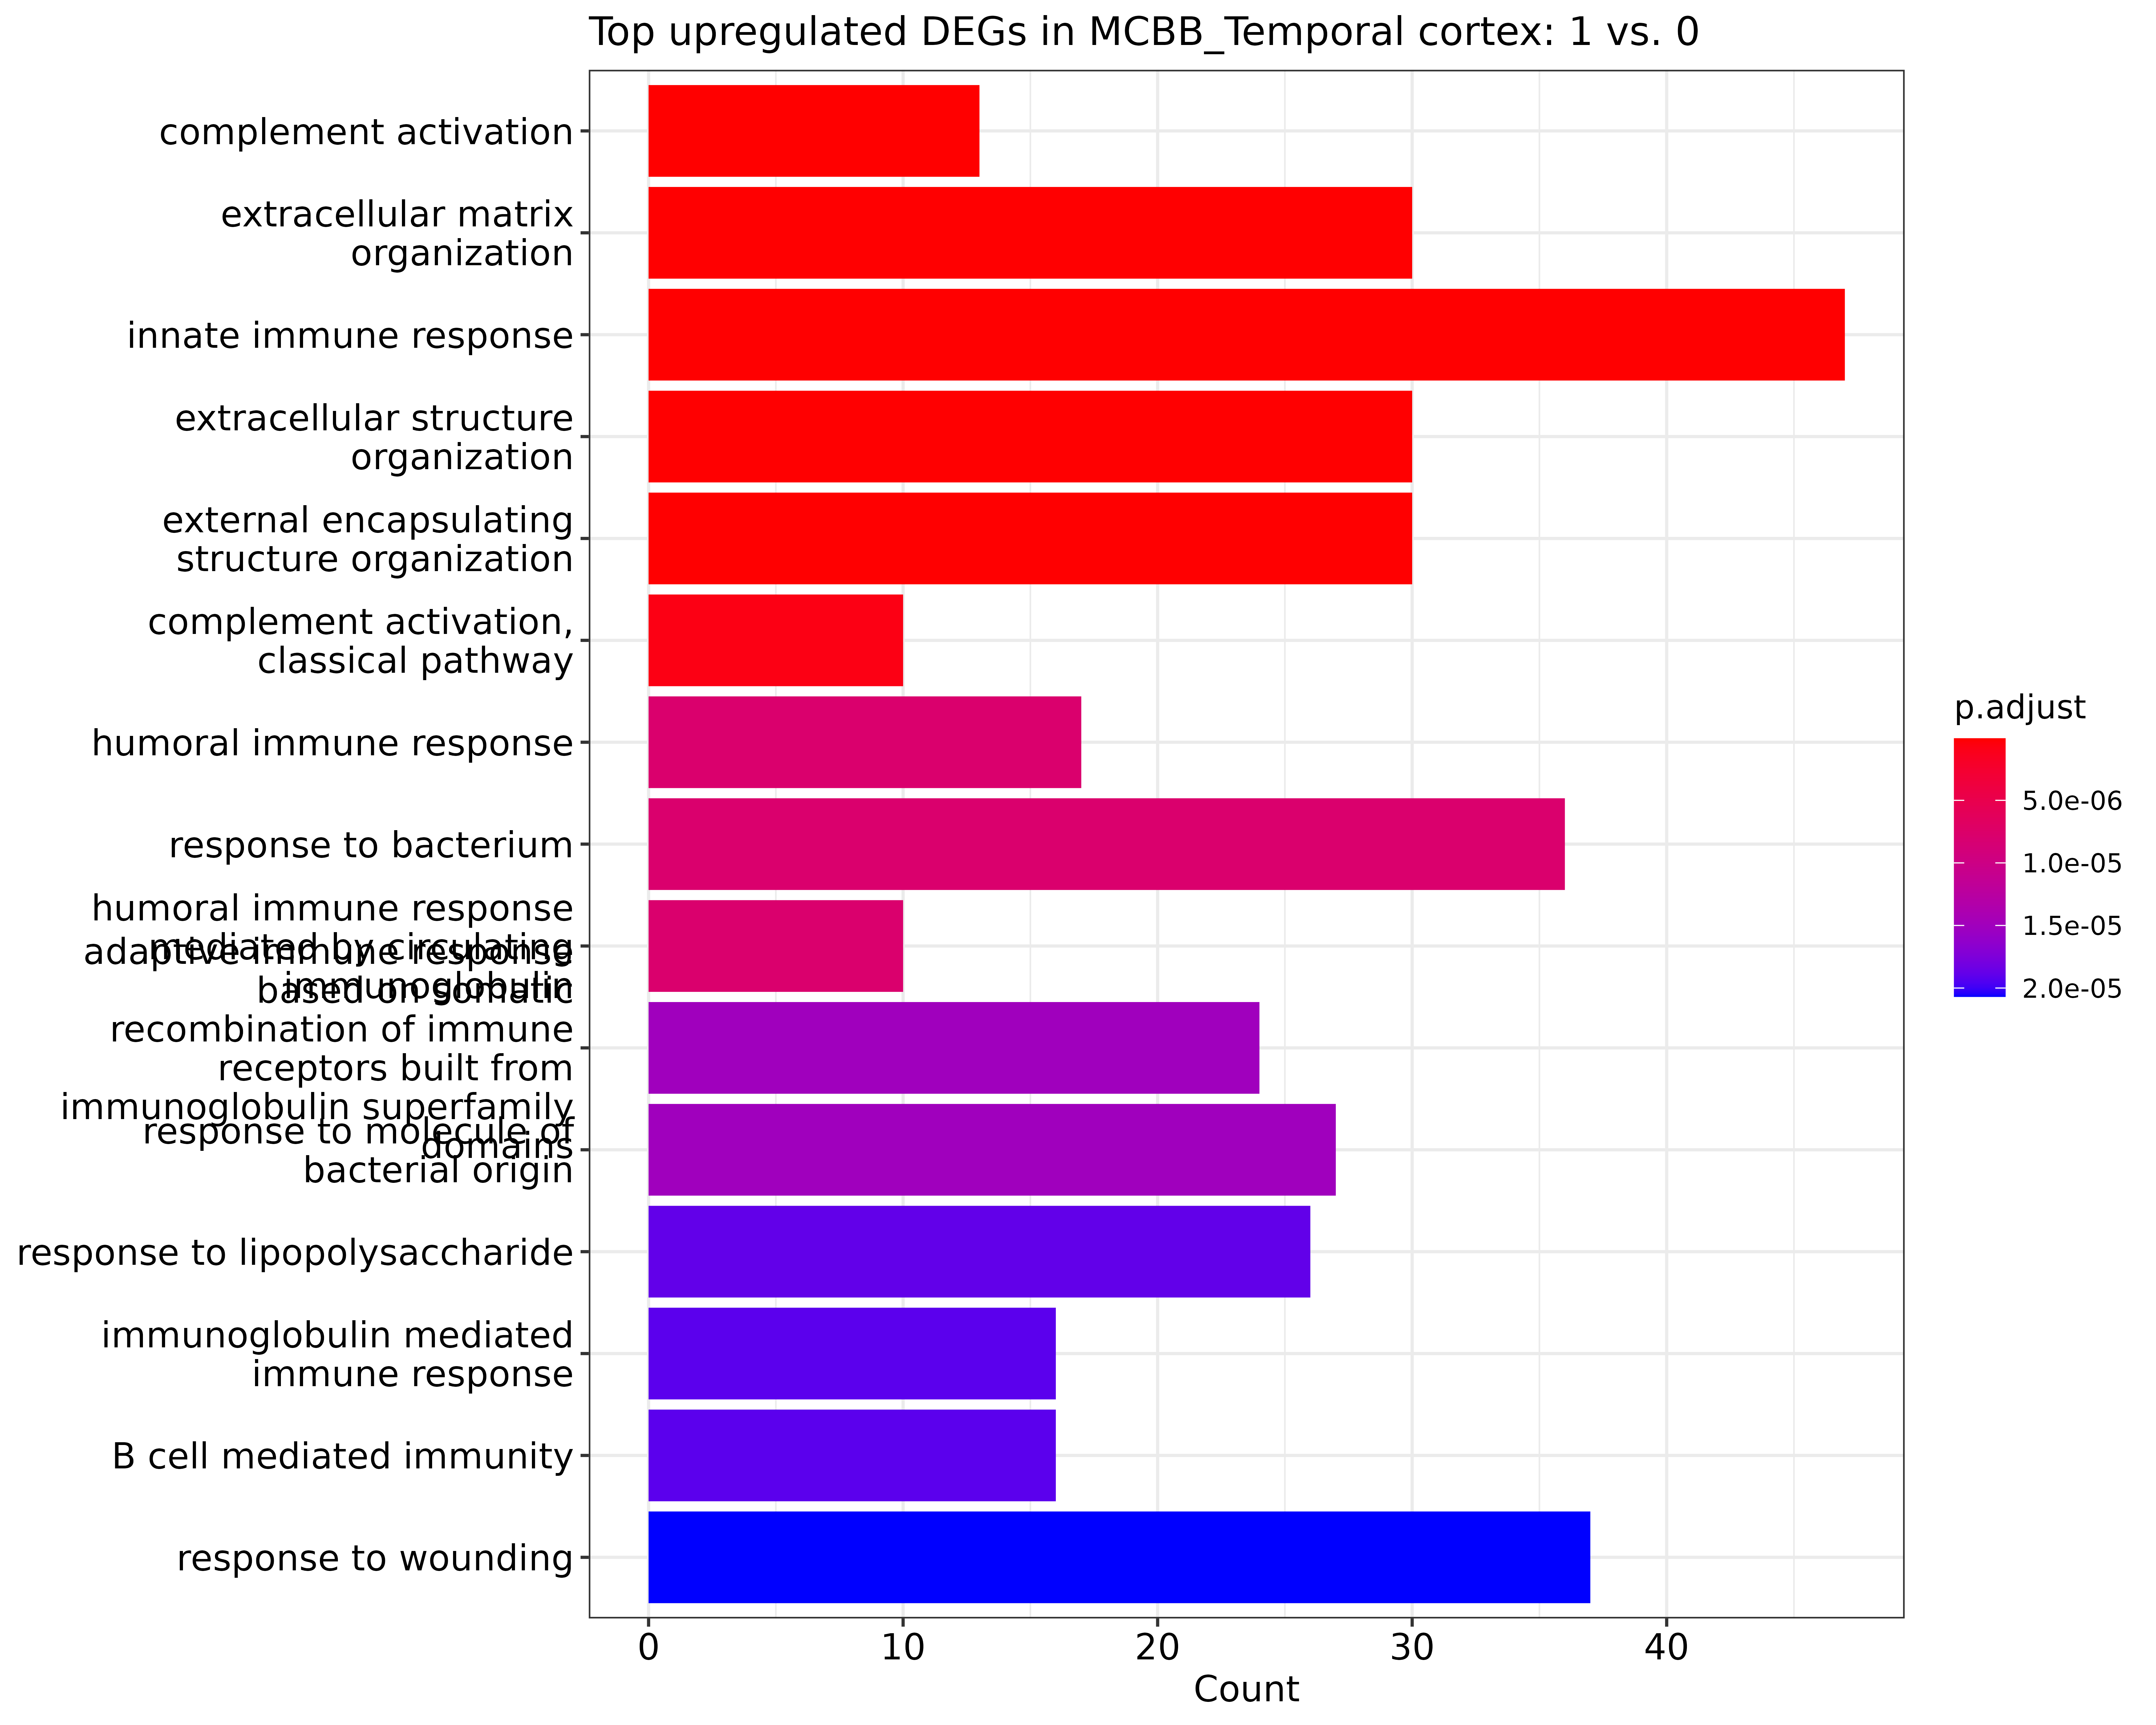 Top upregulated DEGs in MCBB_Temporal cortex: 1 vs. 0
complement activation
extracellular matrix
organization
innate immune response
extracellular structure
organization
external encapsulating
structure organization
complement activation,
classical pathway
humoral immune response
response to bacterium
humoral immune response
mediated by circulating
immunoglobulin
adaptive immune response
based on somatic
recombination of immune
receptors built from
immunoglobulin superfamily
domains
response to molecule of
bacterial origin
response to lipopolysaccharide
immunoglobulin mediated
immune response
B cell mediated immunity
response to wounding
0 10 20 30 40
Count
p.adjust
5.0e-06
1.0e-05
1.5e-05
2.0e-05